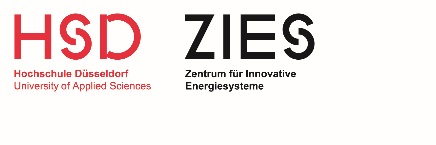 HSD ZIES
Hochschule Düsseldorf
University of Applied Sciences
Zentrum für Innovative
Energiesysteme